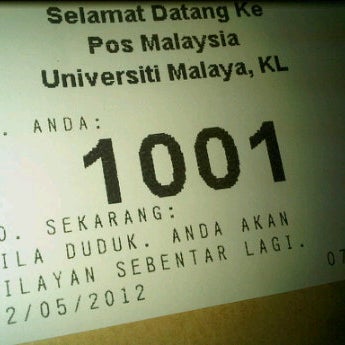 Selamat Datang Ke
Pos Malaysia
Universiti Malaya, KL
. ANDA:
1001
O. SEKARANG:
ILA DUDUK. ANDA AKAN
ILAYAN SEBENTAR LAGI.
2/05/2012 07